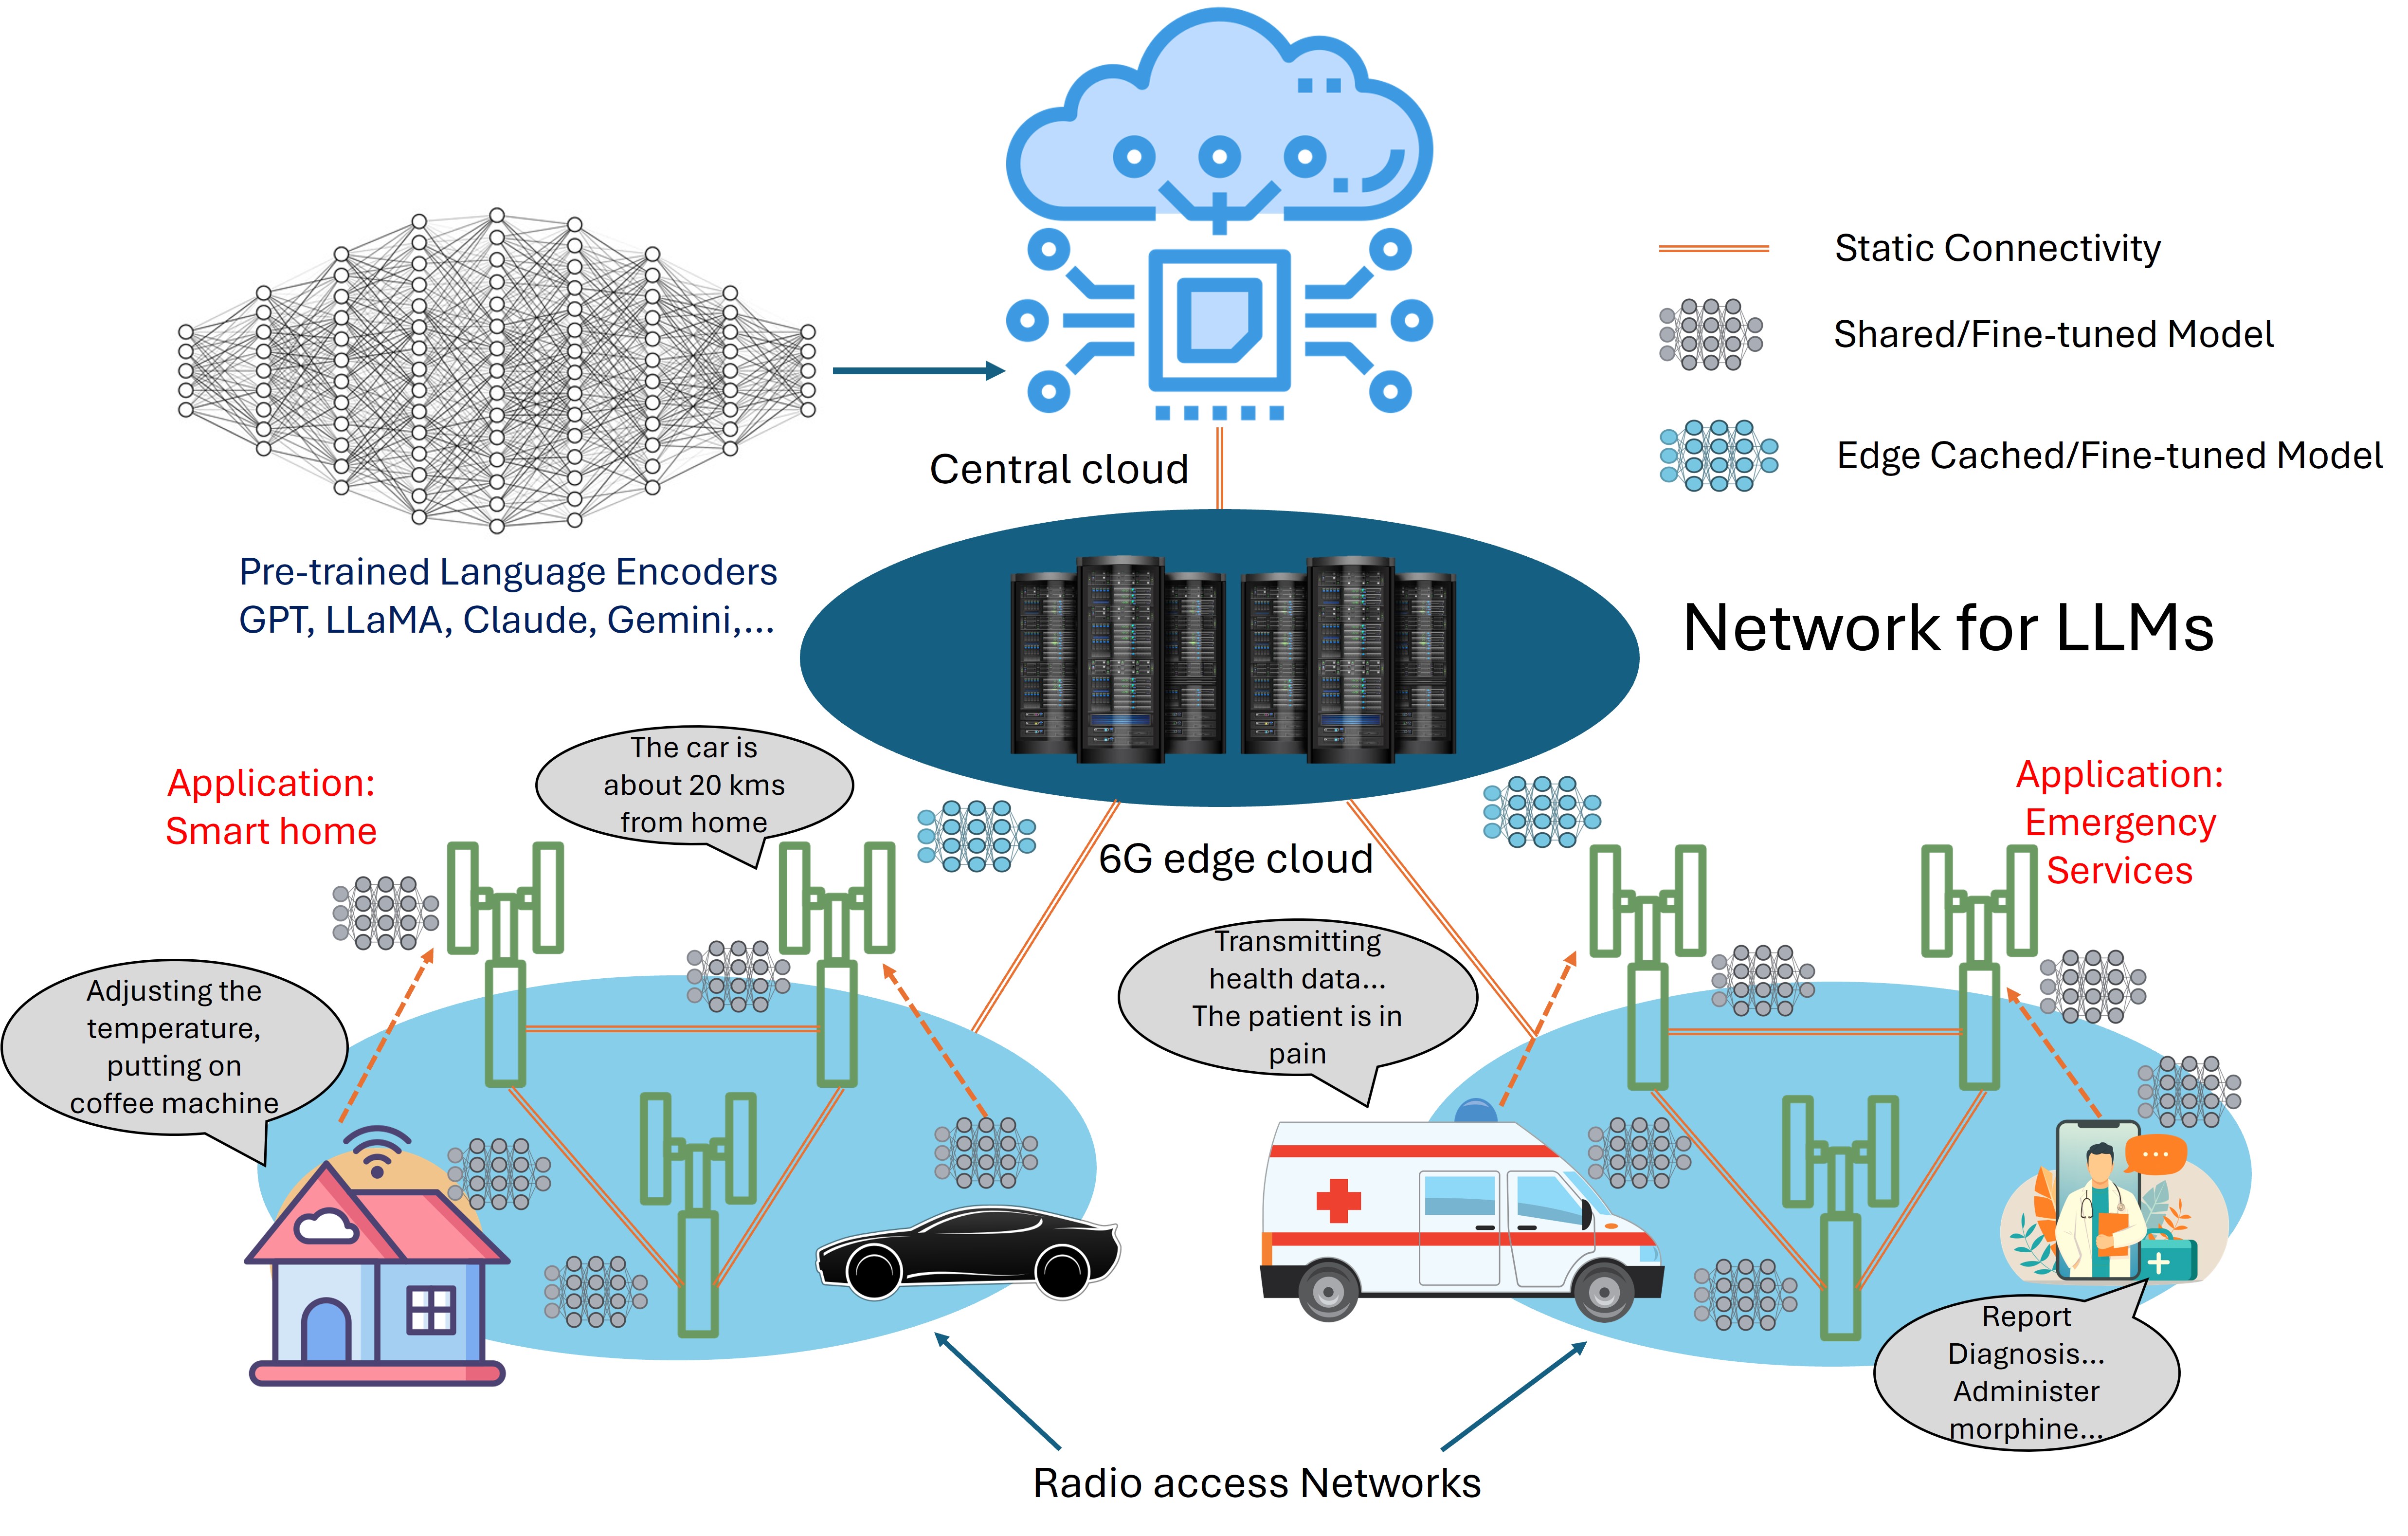 Static Connectivity
Shared/Fine-tuned Model
Edge Cached/Fine-tuned Model
Central cloud
Pre-trained Language Encoders
GPT, LLaMA, Claude, Gemini,...
Network for LLMs
Application:
Smart home
The car is
about 20 kms
from home
6G edge cloud
Application:
Emergency
Services
Adjusting the
temperature,
putting on
coffee machine
Transmitting
health data...
The patient is in
pain
Report
Diagnosis...
Administer
morphine...
Radio access Networks